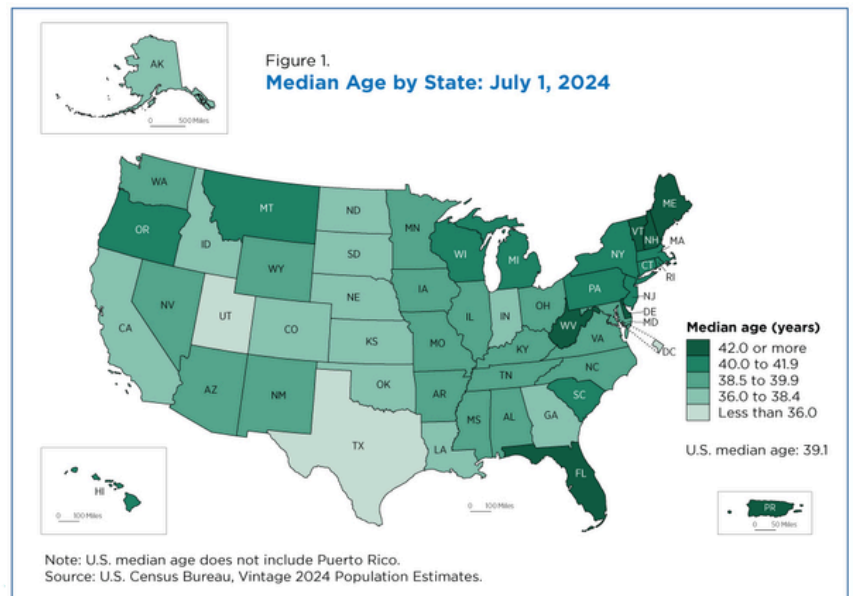 Figure 1.
Median Age by State: July 1, 2024
AK
0 500 Miles
WA
MT
ND
MN
ME
OR
ID
SD
WI
MI
VT
NH
MA
NY
WY
CT
RI
IA
PA
NJ
NE
NV
OH
DE
MD
UT
IL
IN
WV
CA
CO
VA
DC
KS
MO
KY
NC
TN
AZ
NM
OK
AR
SC
MS
AL
GA
TX
LA
FL
Median age (years)
42.0 or more
40.0 to 41.9
38.5 to 39.9
36.0 to 38.4
Less than 36.0
U.S. median age: 39.1
HI
0 100 Miles
0 100 Miles
PR
0 50 Miles
Note: U.S. median age does not include Puerto Rico.
Source: U.S. Census Bureau, Vintage 2024 Population Estimates.